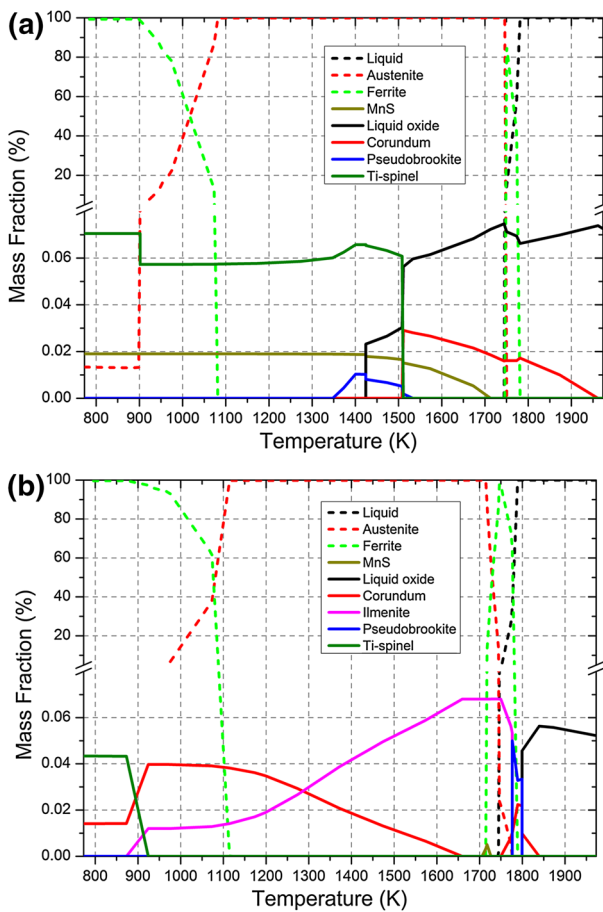 (a)
100
80
60
40
20
0.06
0.04
0.02
0.00
Mass Fraction (%)
Liquid
Austenite
Ferrite
MnS
Liquid oxide
Corundum
Pseudobrookite
Ti-spinel
800 900 1000 1100 1200 1300 1400 1500 1600 1700 1800 1900
Temperature (K)
(b)
100
80
60
40
20
0.06
0.04
0.02
0.00
Mass Fraction (%)
Liquid
Austenite
Ferrite
MnS
Liquid oxide
Corundum
Ilmenite
Pseudobrookite
Ti-spinel
800 900 1000 1100 1200 1300 1400 1500 1600 1700 1800 1900
Temperature (K)